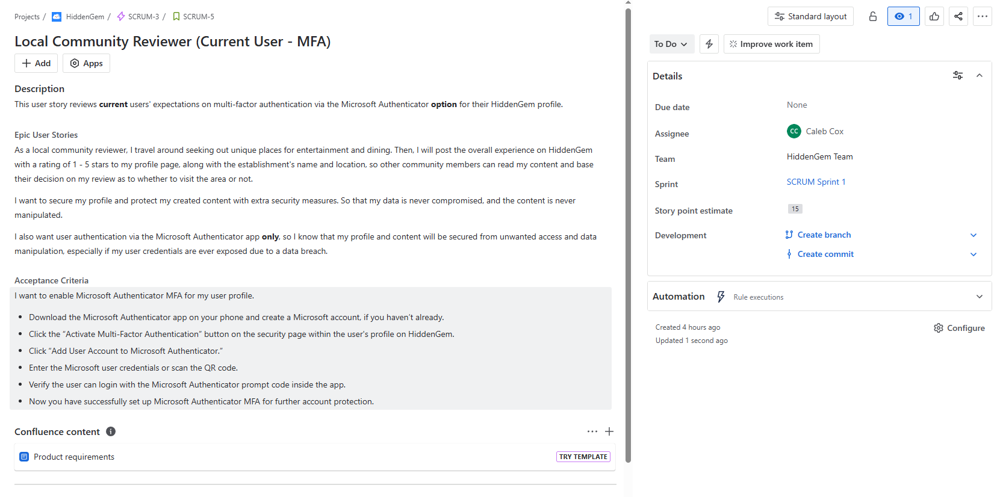 Projects / HiddenGem / SCRUM-3 / SCRUM-5
Local Community Reviewer (Current User - MFA)
Add Apps
Description
This user story reviews current users' expectations on multi-factor authentication via the Microsoft Authenticator option for their HiddenGem profile.
Epic User Stories
As a local community reviewer, I travel around seeking out unique places for entertainment and dining. Then, I will post the overall experience on HiddenGem
with a rating of 1 - 5 stars to my profile page, along with the establishment's name and location, so other community members can read my content and base
their decision on my review as to whether to visit the area or not.
I want to secure my profile and protect my created content with extra security measures. So that my data is never compromised, and the content is never
manipulated.
I also want user authentication via the Microsoft Authenticator app only, so I know that my profile and content will be secured from unwanted access and data
manipulation, especially if my user credentials are ever exposed due to a data breach.
Acceptance Criteria
I want to enable Microsoft Authenticator MFA for my user profile.
• Download the Microsoft Authenticator app on your phone and create a Microsoft account, if you haven’t already.
• Click the “Activate Multi-Factor Authentication” button on the security page within the user's profile on HiddenGem.
• Click “Add User Account to Microsoft Authenticator.”
• Enter the Microsoft user credentials or scan the QR code.
• Verify the user can login with the Microsoft Authenticator prompt code inside the app.
• Now you have successfully set up Microsoft Authenticator MFA for further account protection.
Confluence content
Product requirements TRY TEMPLATE
Standard layout 1
To Do Improve work item
Details
Due date None
Assignee CC Caleb Cox
Team HiddenGem Team
Sprint SCRUM Sprint 1
Story point estimate 15
Development Create branch
Create commit
Automation Rule executions
Created 4 hours ago Configure
Updated 1 second ago